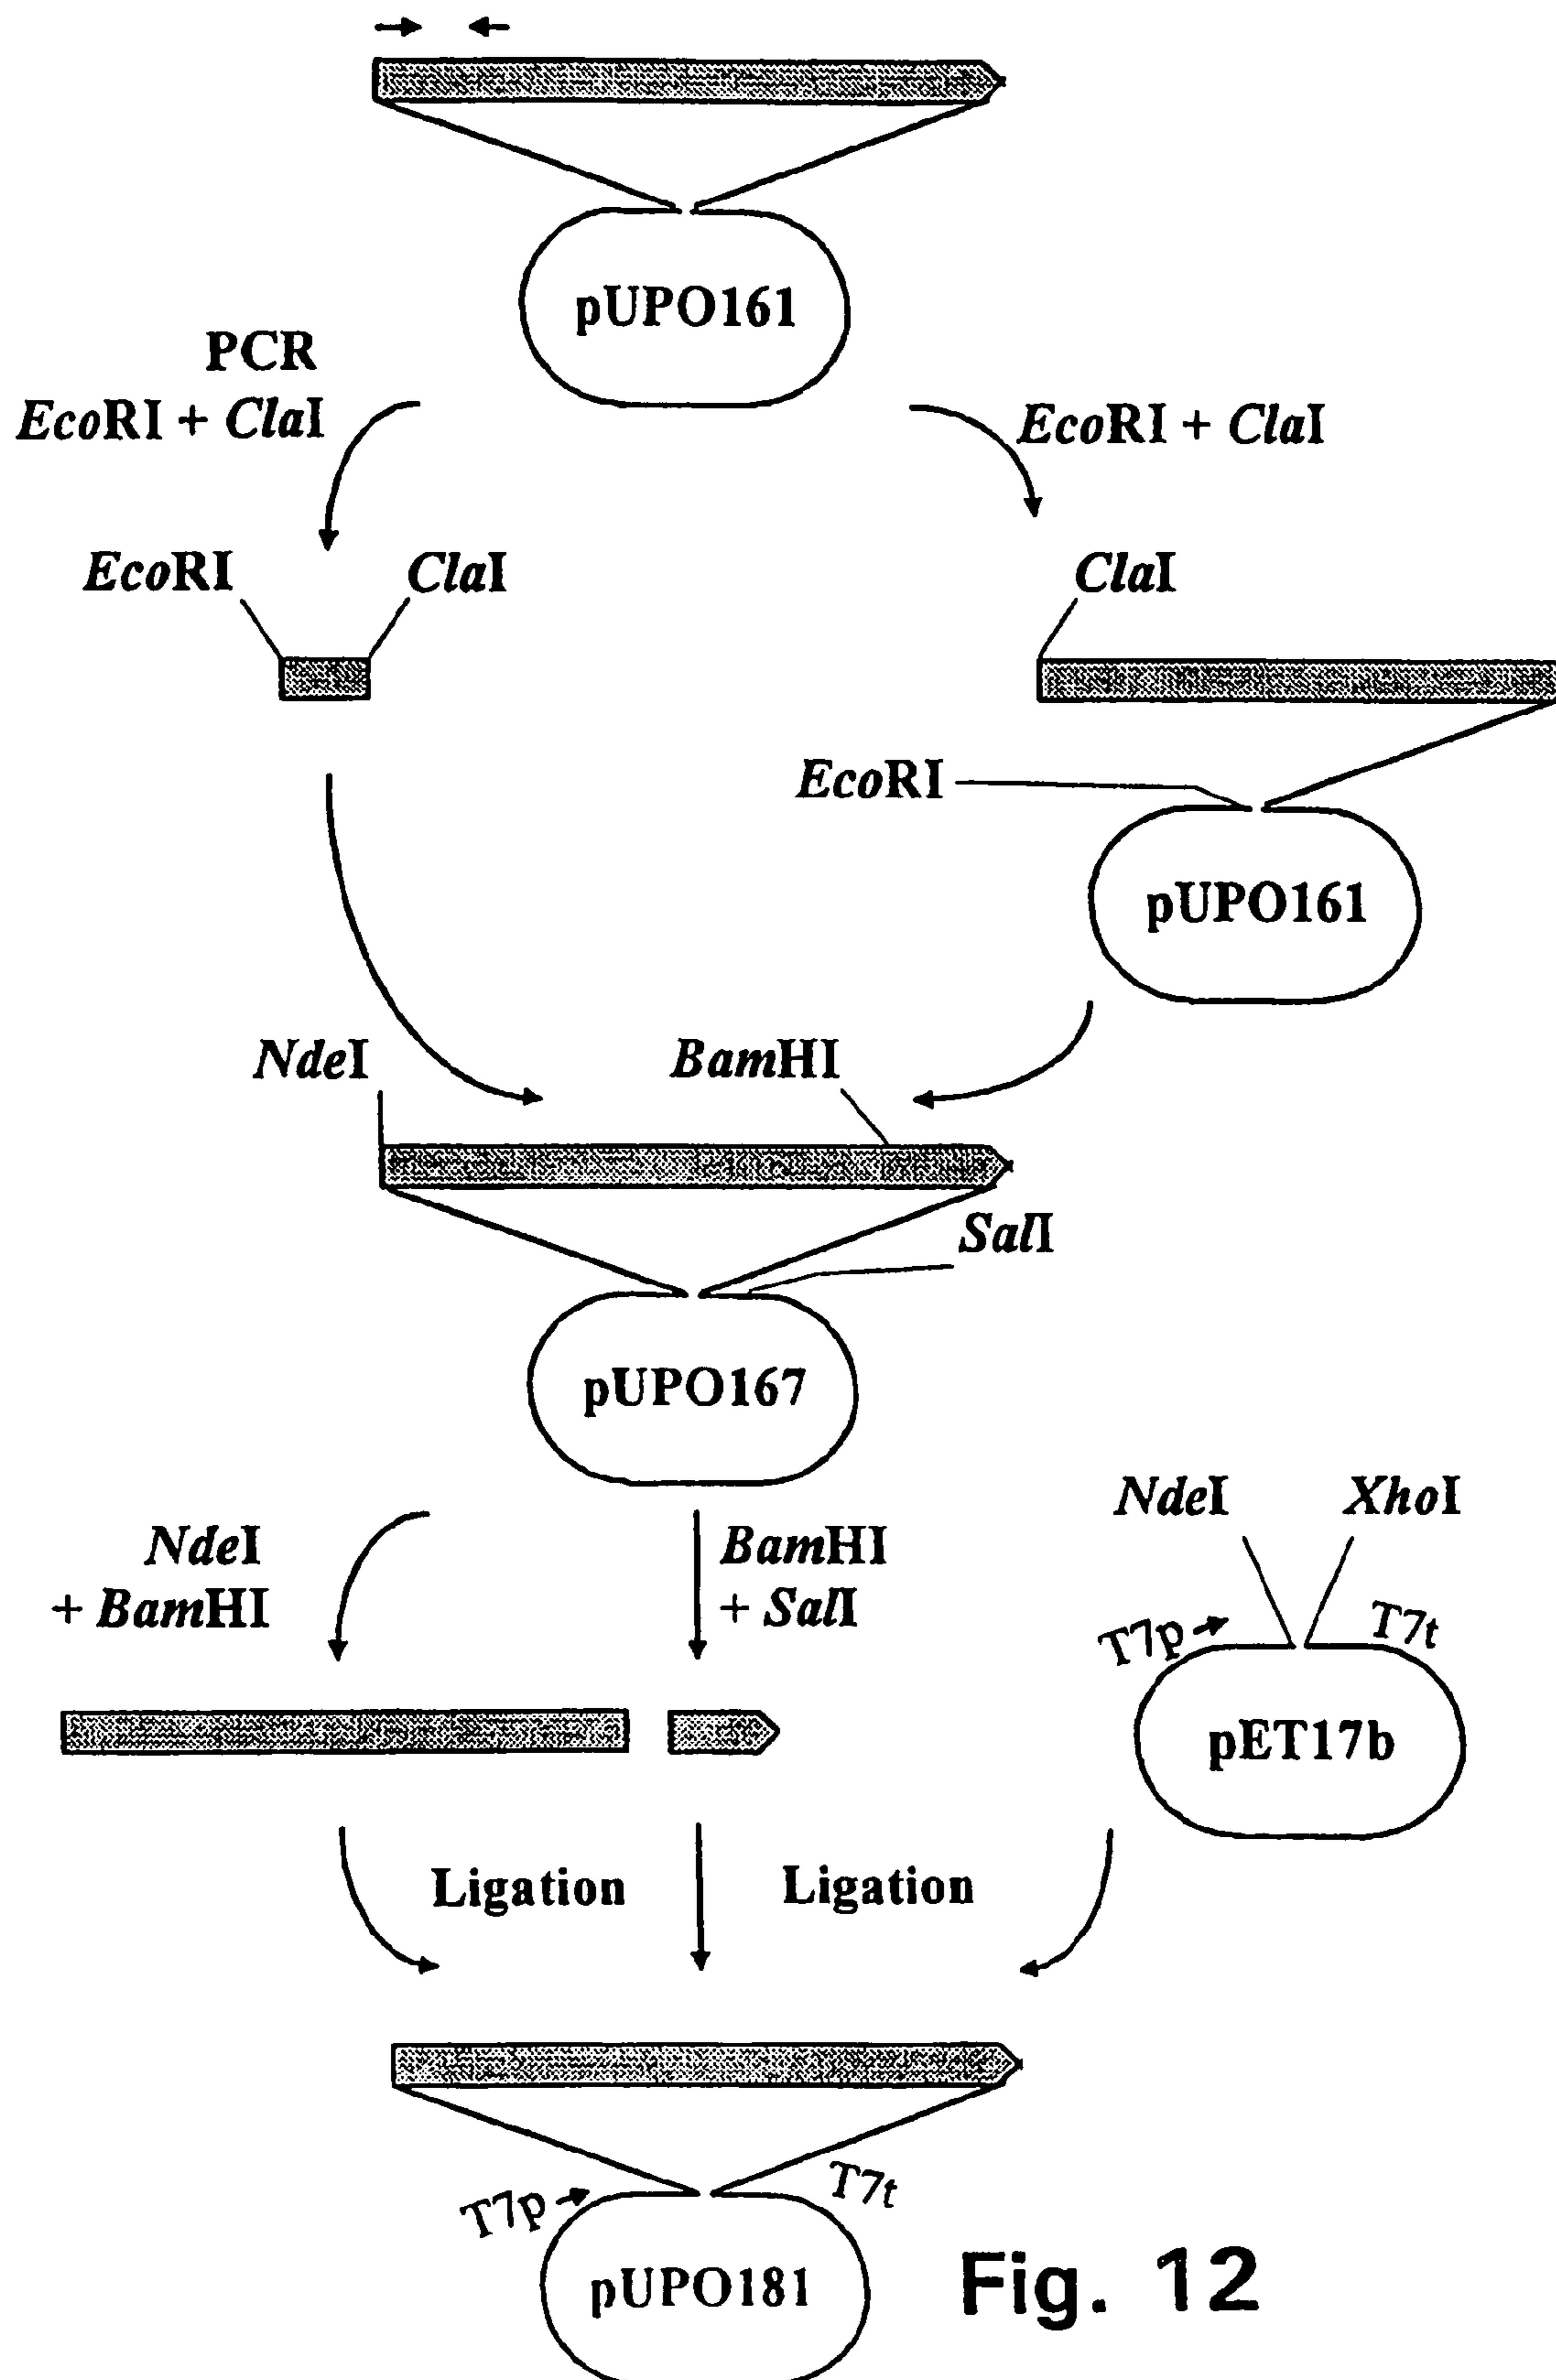 pUPO161
PCR
EcoRI + ClaI
EcoRI + ClaI
EcoRI
ClaI
ClaI
EcoRI
pUPO161
NdeI
BamHI
SalI
pUPO167
NdeI
+ BamHI
BamHI
+ SalI
NdeI
XhoI
T7p
T7t
pET17b
Ligation
Ligation
T7p
T7t
pUPO181
Fig. 12